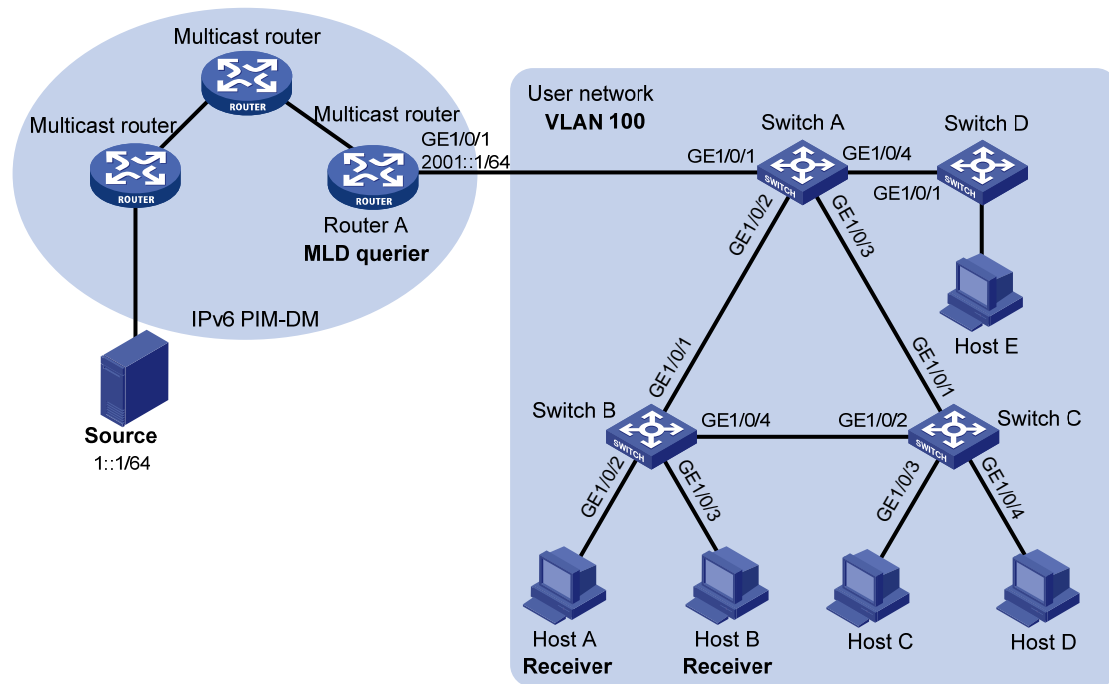 Multicast router
ROUTER
Multicast router
ROUTER
Multicast router
GE1/0/1
2001::1/64
ROUTER
Router A
MLD querier
IPv6 PIM-DM
Source
1::1/64
User network
VLAN 100
Switch A
GE1/0/1
GE1/0/4
SWITCH
GE1/0/2
GE1/0/3
Switch D
GE1/0/1
SWITCH
Host E
GE1/0/1
Switch B
SWITCH
GE1/0/4
GE1/0/2
GE1/0/3
GE1/0/1
GE1/0/2
Switch C
SWITCH
GE1/0/3
GE1/0/4
Host A
Receiver
Host B
Receiver
Host C
Host D